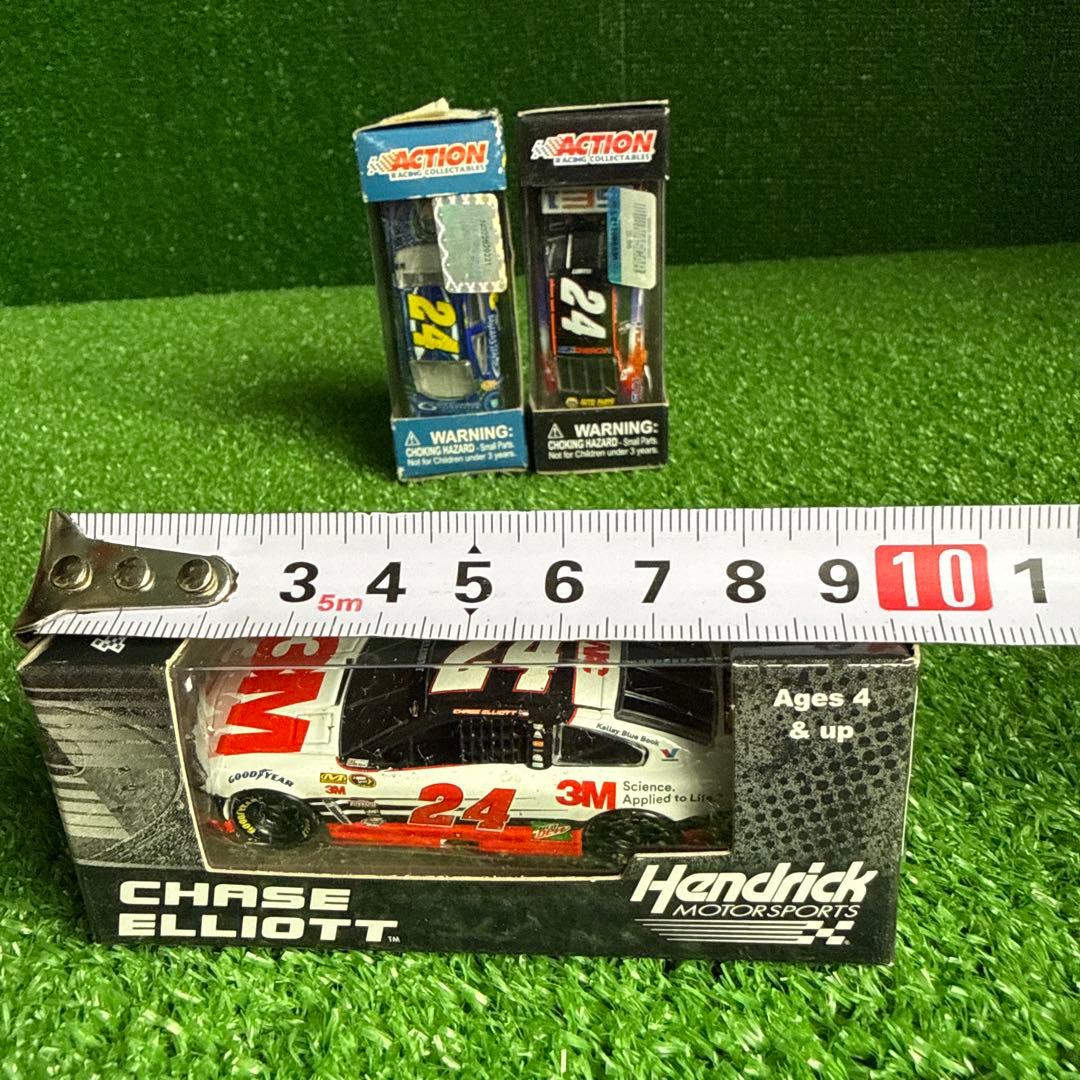 ACTION
RACING COLLECTABLES
24
WARNING:
CHOKING HAZARD - Small Parts.
Not for Children under 3 years.
ACTION
RACING COLLECTABLES
24
WARNING:
CHOKING HAZARD - Small Parts.
Not for Children under 3 years.
3 4 5 6 7 8 9 10 1
5m
3M
24
CHASE ELLIOTT
Kelley Blue Book
GOODYEAR
3M
24
3M Science.
Applied to Life.
Ages 4
& up
CHASE
ELLIOTT™
Hendrick
MOTORSPORTS